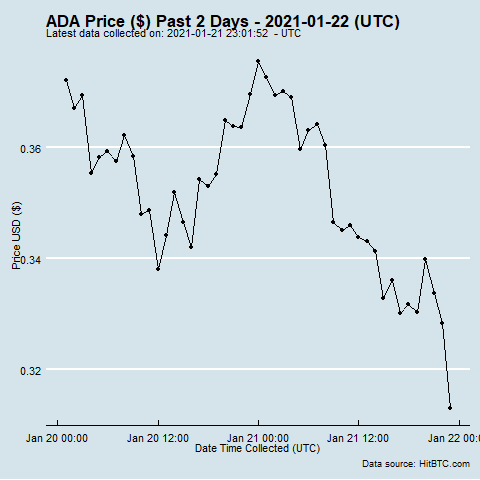 ADA Price ($) Past 2 Days - 2021-01-22 (UTC)
Latest data collected on: 2021-01-21 23:01:52  - UTC
0.36
Price USD ($)
0.34
0.32
Jan 20 00:00 Jan 20 12:00 Jan 21 00:00 Jan 21 12:00 Jan 22 00:0
Date Time Collected (UTC)
Data source: HitBTC.com